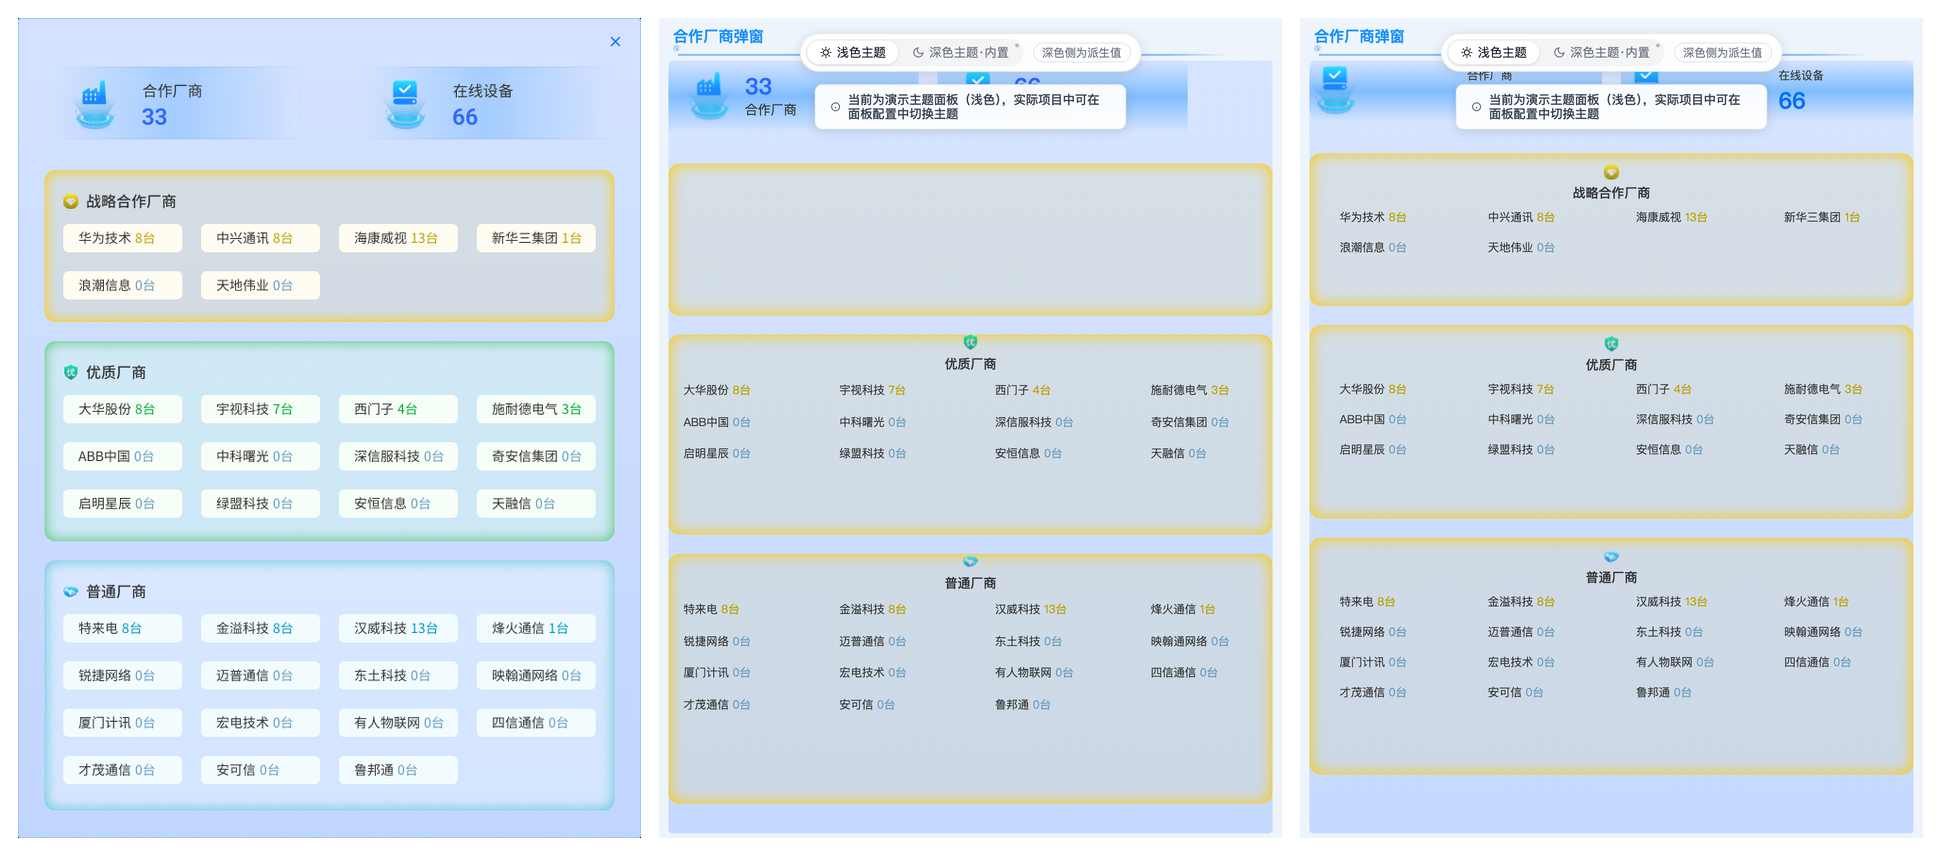 合作厂商
33
在线设备
66
战略合作厂商
华为技术 8台
中兴通讯 8台
海康威视 13台
新华三集团 1台
浪潮信息 0台
天地伟业 0台
优质厂商
大华股份 8台
宇视科技 7台
西门子 4台
施耐德电气 3台
ABB中国 0台
中科曙光 0台
深信服科技 0台
奇安信集团 0台
启明星辰 0台
绿盟科技 0台
安恒信息 0台
天融信 0台
普通厂商
特来电 8台
金溢科技 8台
汉威科技 13台
烽火通信 1台
锐捷网络 0台
迈普通信 0台
东土科技 0台
映翰通网络 0台
厦门计讯 0台
宏电技术 0台
有人物联网 0台
四信通信 0台
才茂通信 0台
安可信 0台
鲁邦通 0台
合作厂商弹窗
浅色主题
深色主题·内置
深色侧为派生值
33
合作厂商
66
当前为演示主题面板（浅色），实际项目中可在
面板配置中切换主题
优
优质厂商
大华股份 8台
宇视科技 7台
西门子 4台
施耐德电气 3台
ABB中国 0台
中科曙光 0台
深信服科技 0台
奇安信集团 0台
启明星辰 0台
绿盟科技 0台
安恒信息 0台
天融信 0台
普通厂商
特来电 8台
金溢科技 8台
汉威科技 13台
烽火通信 1台
锐捷网络 0台
迈普通信 0台
东土科技 0台
映翰通网络 0台
厦门计讯 0台
宏电技术 0台
有人物联网 0台
四信通信 0台
才茂通信 0台
安可信 0台
鲁邦通 0台
合作厂商弹窗
浅色主题
深色主题·内置
深色侧为派生值
合作厂商
在线设备
66
当前为演示主题面板（浅色），实际项目中可在
面板配置中切换主题
战略合作厂商
华为技术 8台
中兴通讯 8台
海康威视 13台
新华三集团 1台
浪潮信息 0台
天地伟业 0台
优
优质厂商
大华股份 8台
宇视科技 7台
西门子 4台
施耐德电气 3台
ABB中国 0台
中科曙光 0台
深信服科技 0台
奇安信集团 0台
启明星辰 0台
绿盟科技 0台
安恒信息 0台
天融信 0台
普通厂商
特来电 8台
金溢科技 8台
汉威科技 13台
烽火通信 1台
锐捷网络 0台
迈普通信 0台
东土科技 0台
映翰通网络 0台
厦门计讯 0台
宏电技术 0台
有人物联网 0台
四信通信 0台
才茂通信 0台
安可信 0台
鲁邦通 0台